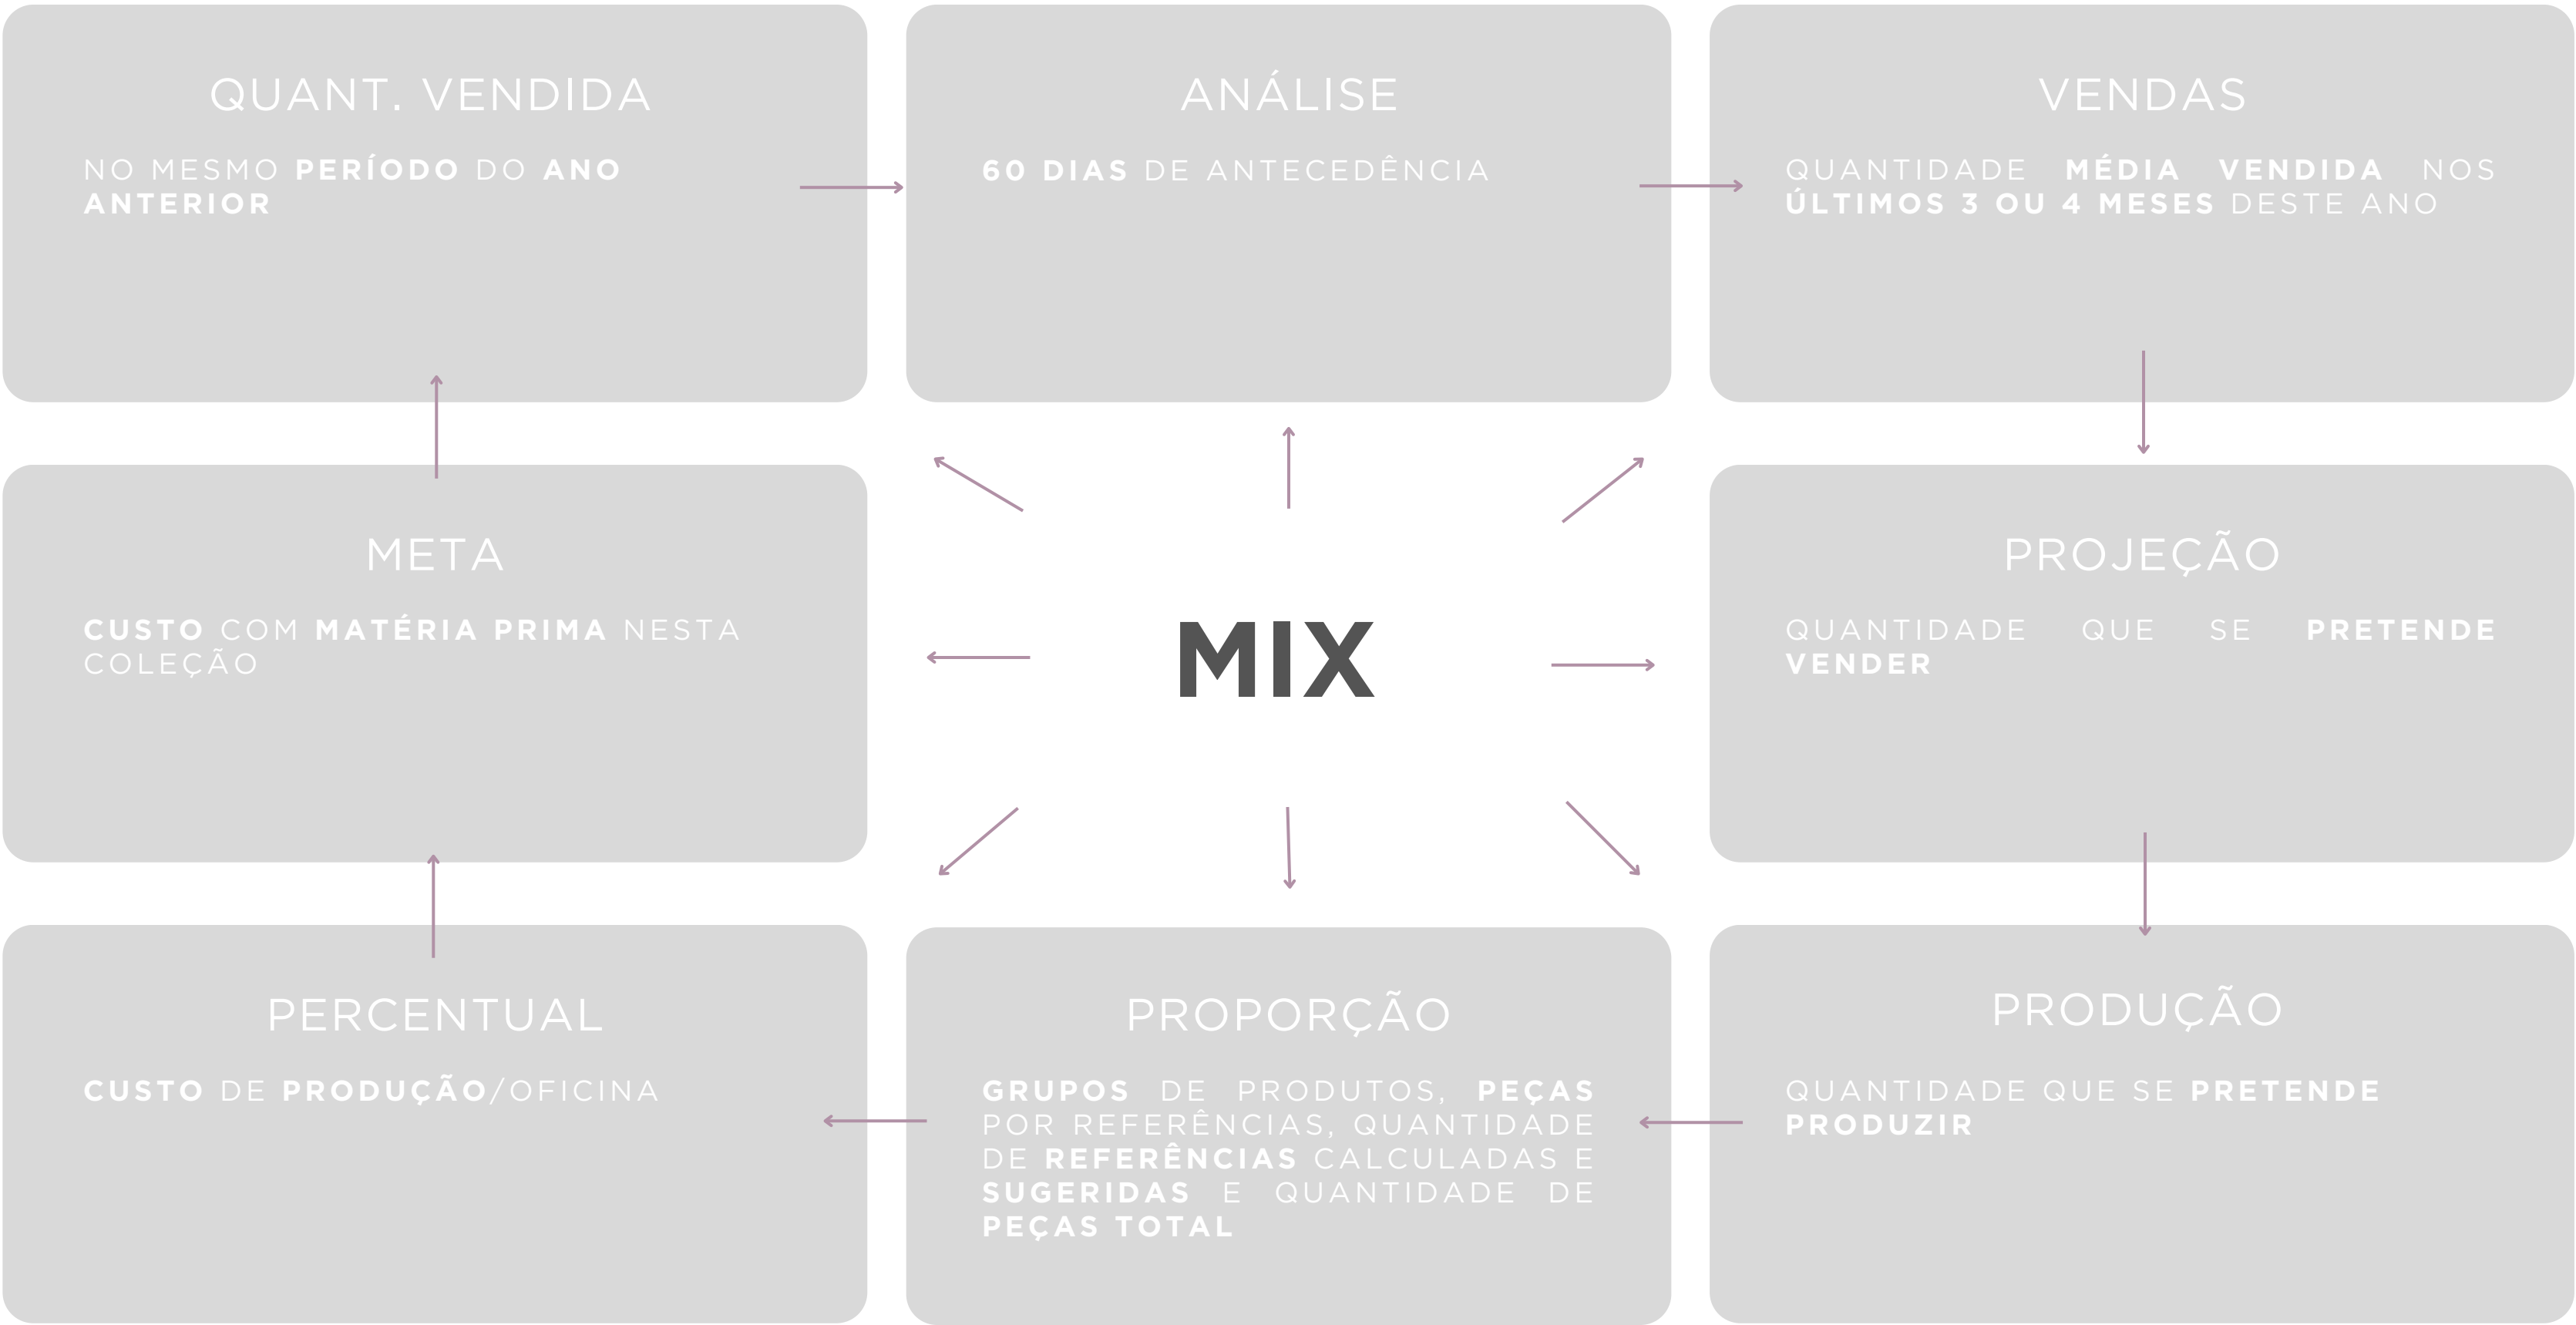 QUANT. VENDIDA
NO MESMO PERÍODO DO ANO
ANTERIOR
ANÁLISE
60 DIAS DE ANTECEDÊNCIA
VENDAS
QUANTIDADE MÉDIA VENDIDA NOS
ÚLTIMOS 3 OU 4 MESES DESTE ANO
META
CUSTO COM MATÉRIA PRIMA NESTA
COLEÇÃO
MIX
PROJEÇÃO
QUANTIDADE QUE SE PRETENDE
VENDER
PERCENTUAL
CUSTO DE PRODUÇÃO/OFICINA
PROPORÇÃO
GRUPOS DE PRODUTOS, PEÇAS
POR REFERÊNCIAS, QUANTIDADE
DE REFERÊNCIAS CALCULADAS E
SUGERIDAS E QUANTIDADE DE
PEÇAS TOTAL
PRODUÇÃO
QUANTIDADE QUE SE PRETENDE
PRODUZIR